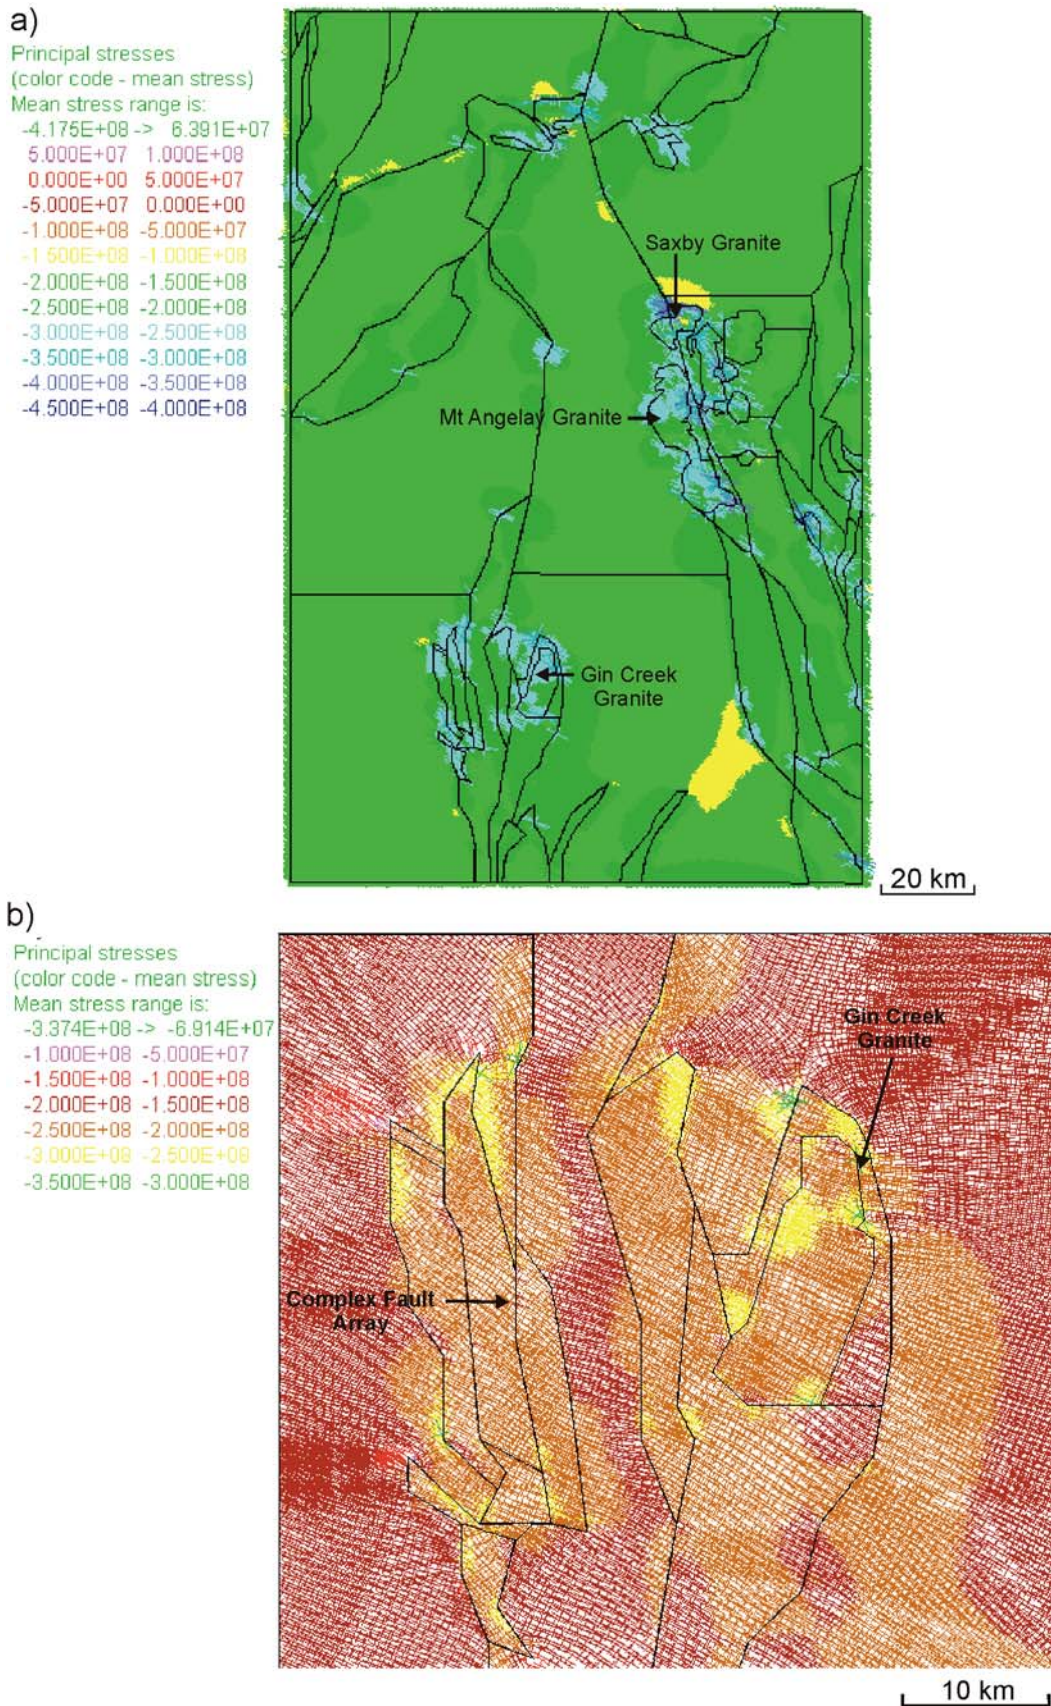 a)
Principal stresses
(color code - mean stress)
Mean stress range is:
-4.175E+08 -> 6.391E+07
5.000E+07 1.000E+08
0.000E+00 5.000E+07
-5.000E+07 0.000E+00
-1.000E+08 -5.000E+07
-1.500E+08 -1.000E+08
-2.000E+08 -1.500E+08
-2.500E+08 -2.000E+08
-3.000E+08 -2.500E+08
-3.500E+08 -3.000E+08
-4.000E+08 -3.500E+08
-4.500E+08 -4.000E+08
Saxby Granite
Mt Angelay Granite
Gin Creek
Granite
20 km
b)
Principal stresses
(color code - mean stress)
Mean stress range is:
-3.374E+08 -> -6.914E+07
-1.000E+08 -5.000E+07
-1.500E+08 -1.000E+08
-2.000E+08 -1.500E+08
-2.500E+08 -2.000E+08
-3.000E+08 -2.500E+08
-3.500E+08 -3.000E+08
Gin Creek
Granite
Complex Fault
Array
10 km